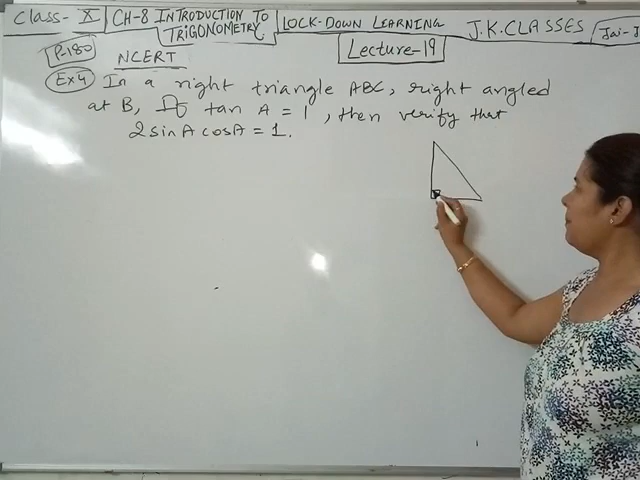 Class- X CH-8 INTRODUCTION TO TRIGONOMETRY LOCK-DOWN LEARNING J.K.CLASSES
P-180 NCERT Lecture-19
Ex 4 In a right triangle ABC, right angled
at B, If tan A = 1, then verify that
2 sin A cos A = 1.